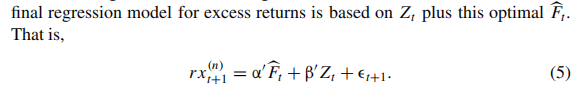 final regression model for excess returns is based on Z_t plus this optimal F̂_t.
That is,
rx_{t+1}^{(n)} = α′F̂_t + β′Z_t + ϵ_{t+1}. (5)